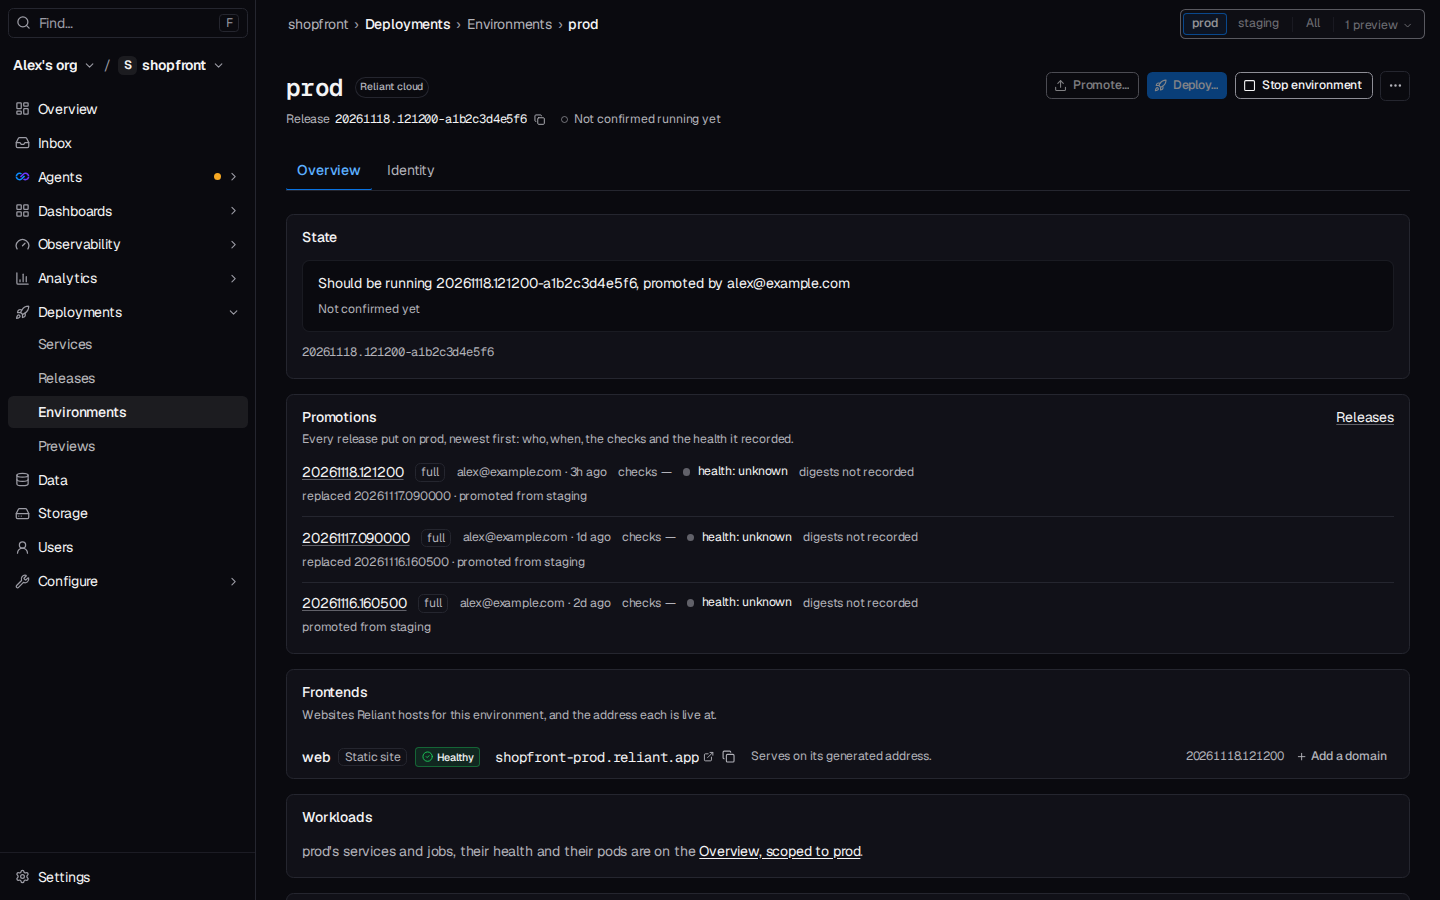 Find... F
Alex's org / S shopfront
Overview
Inbox
Agents
Dashboards
Observability
Analytics
Deployments
Services
Releases
Environments
Previews
Data
Storage
Users
Configure
Settings
shopfront › Deployments › Environments › prod
prod staging All 1 preview
prod Reliant cloud
Promote... Deploy... Stop environment
Release 20261118.121200-a1b2c3d4e5f6 Not confirmed running yet
Overview Identity
State
Should be running 20261118.121200-a1b2c3d4e5f6, promoted by alex@example.com
Not confirmed yet
20261118.121200-a1b2c3d4e5f6
Promotions Releases
Every release put on prod, newest first: who, when, the checks and the health it recorded.
20261118.121200 full alex@example.com · 3h ago checks — health: unknown digests not recorded
replaced 20261117.090000 · promoted from staging
20261117.090000 full alex@example.com · 1d ago checks — health: unknown digests not recorded
replaced 20261116.160500 · promoted from staging
20261116.160500 full alex@example.com · 2d ago checks — health: unknown digests not recorded
promoted from staging
Frontends
Websites Reliant hosts for this environment, and the address each is live at.
web Static site Healthy shopfront-prod.reliant.app Serves on its generated address. 20261118.121200 + Add a domain
Workloads
prod's services and jobs, their health and their pods are on the Overview, scoped to prod.